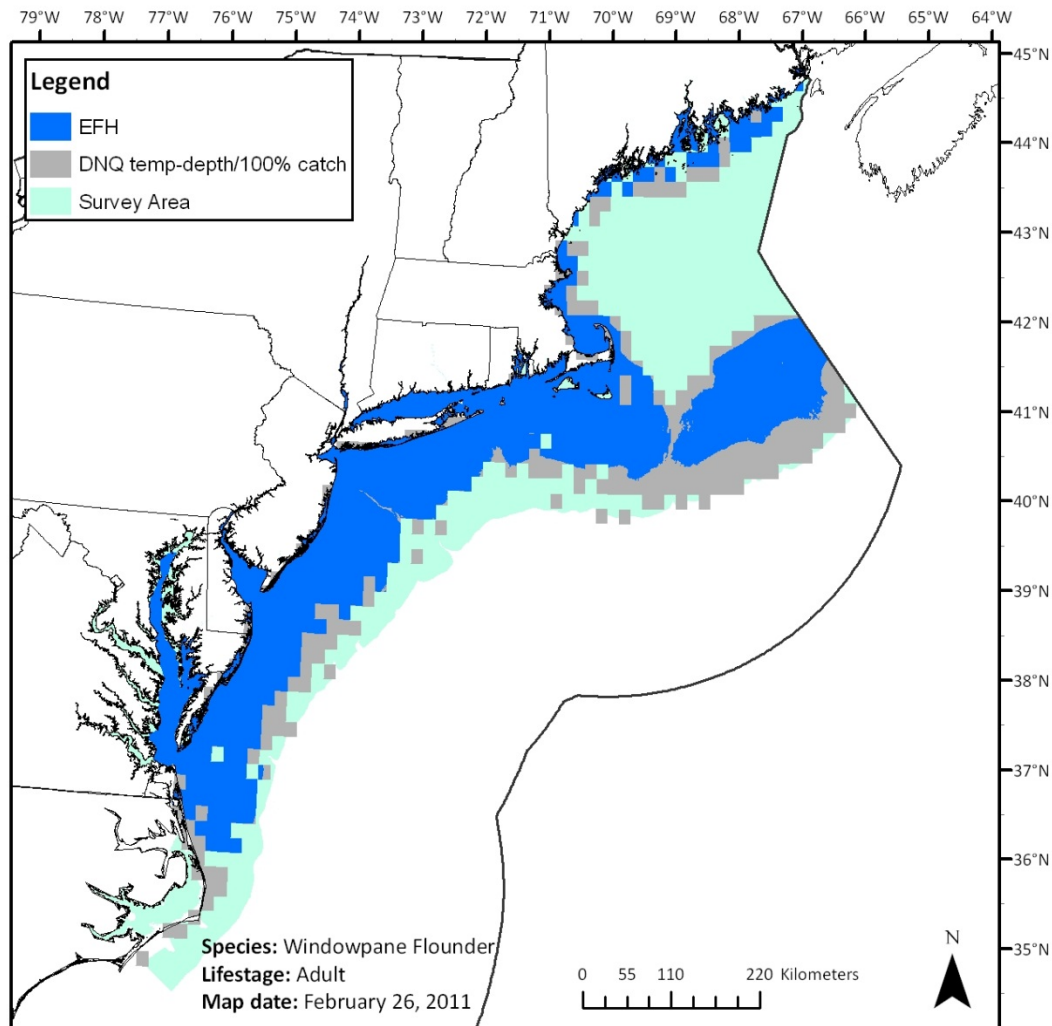 79°W 78°W 77°W 76°W 75°W 74°W 73°W 72°W 71°W 70°W 69°W 68°W 67°W 66°W 65°W 64°W
Legend
EFH
DNQ temp-depth/100% catch
Survey Area
45°N
44°N
43°N
42°N
41°N
40°N
39°N
38°N
37°N
36°N
35°N
Species: Windowpane Flounder
Lifestage: Adult
Map date: February 26, 2011
0 55 110 220 Kilometers
N